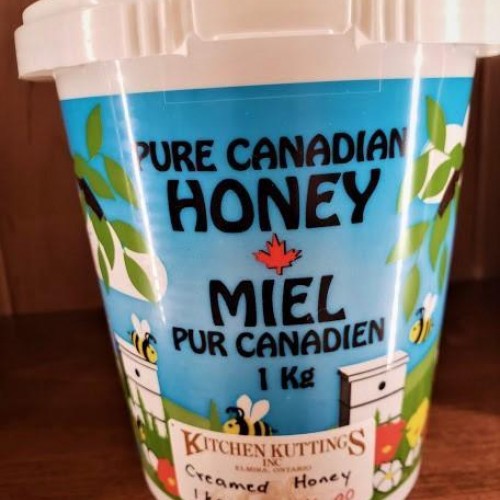 PURE CANADIAN
HONEY
MIEL
PUR CANADIEN
1 Kg
KITCHEN KUTTINGS
INC
ELMIRA, ONTARIO
Creamed Honey